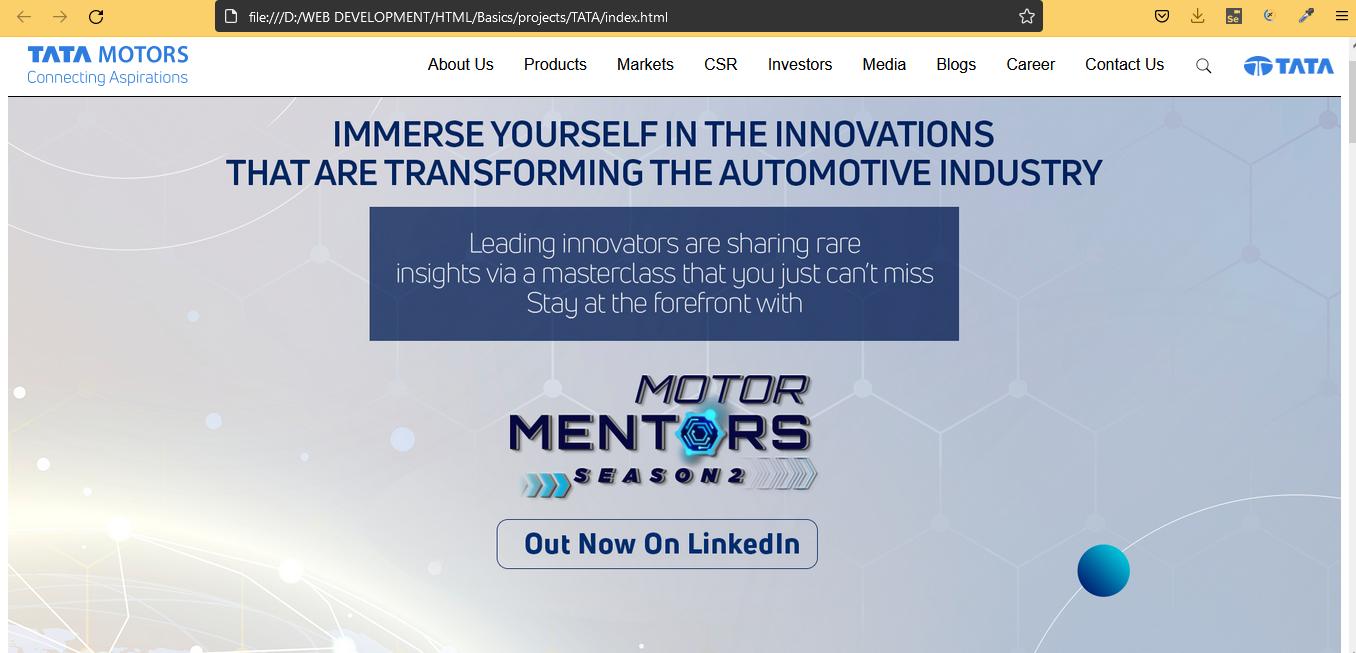 file:///D:/WEB DEVELOPMENT/HTML/Basics/projects/TATA/index.html
Se
TATA MOTORS
Connecting Aspirations
About Us Products Markets CSR Investors Media Blogs Career Contact Us
TATA
IMMERSE YOURSELF IN THE INNOVATIONS
THAT ARE TRANSFORMING THE AUTOMOTIVE INDUSTRY
Leading innovators are sharing rare
insights via a masterclass that you just can't miss
Stay at the forefront with
MOTOR
MENTORS
SEASON 2
Out Now On LinkedIn